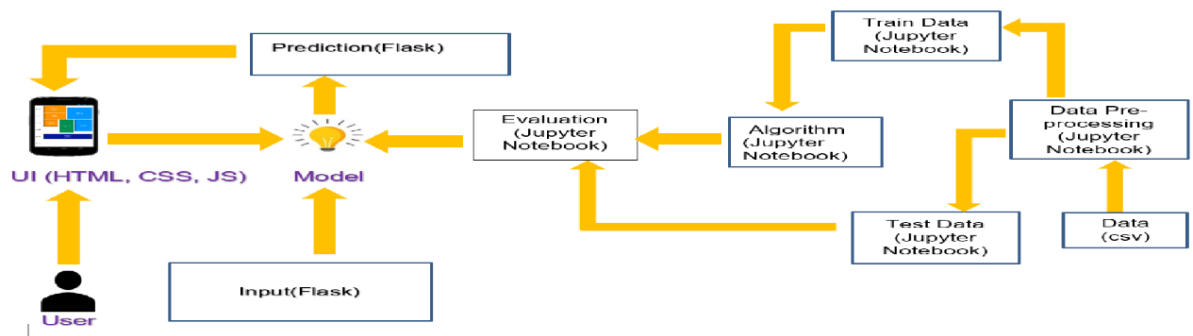 Train Data
(Jupyter
Notebook)
Prediction(Flask)
Evaluation
(Jupyter
Notebook)
Algorithm
(Jupyter
Notebook)
Data Pre-
processing
(Jupyter
Notebook)
UI (HTML, CSS, JS)
Model
Test Data
(Jupyter
Notebook)
Data
(csv)
Input(Flask)
User